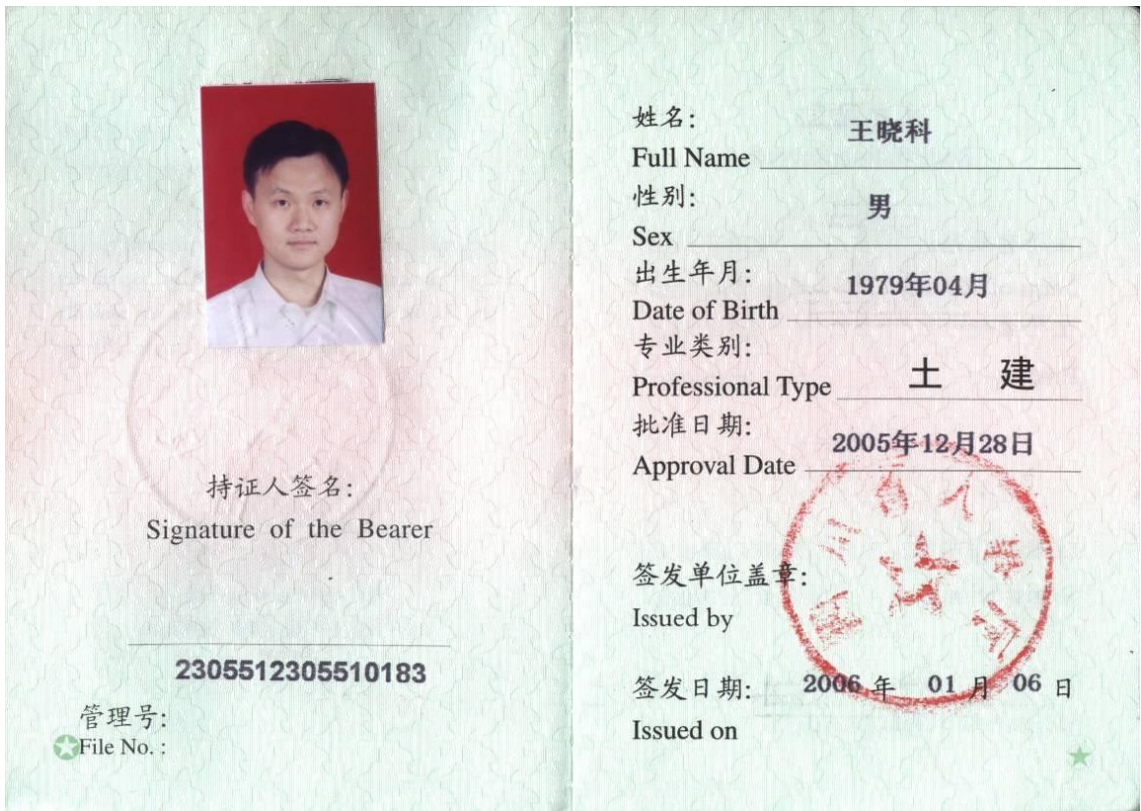 持证人签名:
Signature of the Bearer
2305512305510183
管理号:
File No. :
姓名:
王晓科
Full Name
性别:
男
Sex
出生年月:
1979年04月
Date of Birth
专业类别:
土 建
Professional Type
批准日期:
2005年12月28日
Approval Date
签发单位盖章:
Issued by
签发日期: 2006 年 01 月 06 日
Issued on